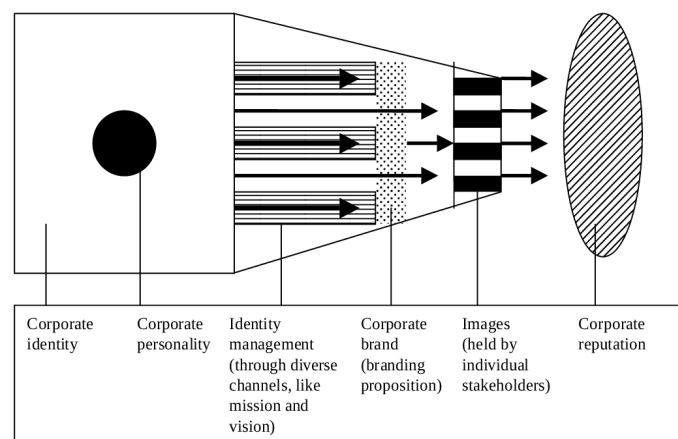 Corporate
identity
Corporate
personality
Identity
management
(through diverse
channels, like
mission and
vision)
Corporate
brand
(branding
proposition)
Images
(held by
individual
stakeholders)
Corporate
reputation